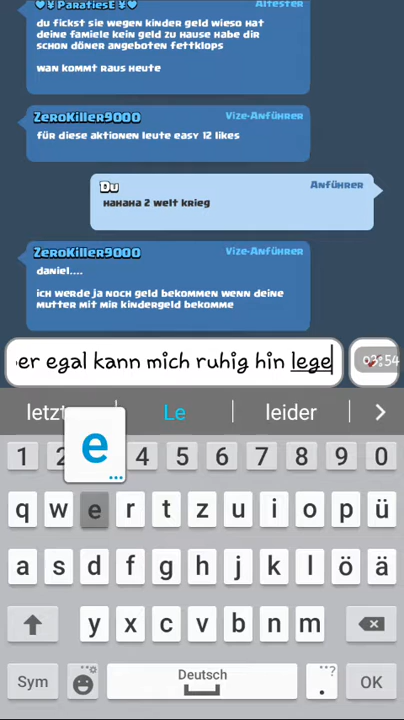 ♥¥ParatiesE¥♥
Ältester
du fickst sie wegen kinder geld wieso hat
deine famiele kein geld zu hause habe dir
schon döner angeboten fettklops
wan kommt raus heute
ZeroKiller9000
Vize-Anführer
für diese aktionen leute easy 12 likes
Du
Anführer
hahaha 2 welt krieg
ZeroKiller9000
Vize-Anführer
daniel....
ich werde ja noch geld bekommen wenn deine
mutter mit mir kindergeld bekomme
er egal kann mich ruhig hin lege
03:54
letzt
Le
leider
e
...
1 2 4 5 6 7 8 9 0
q w e r t z u i o p ü
a s d f g h j k l ö ä
y x c v b n m
Sym
Deutsch
...?
.
OK